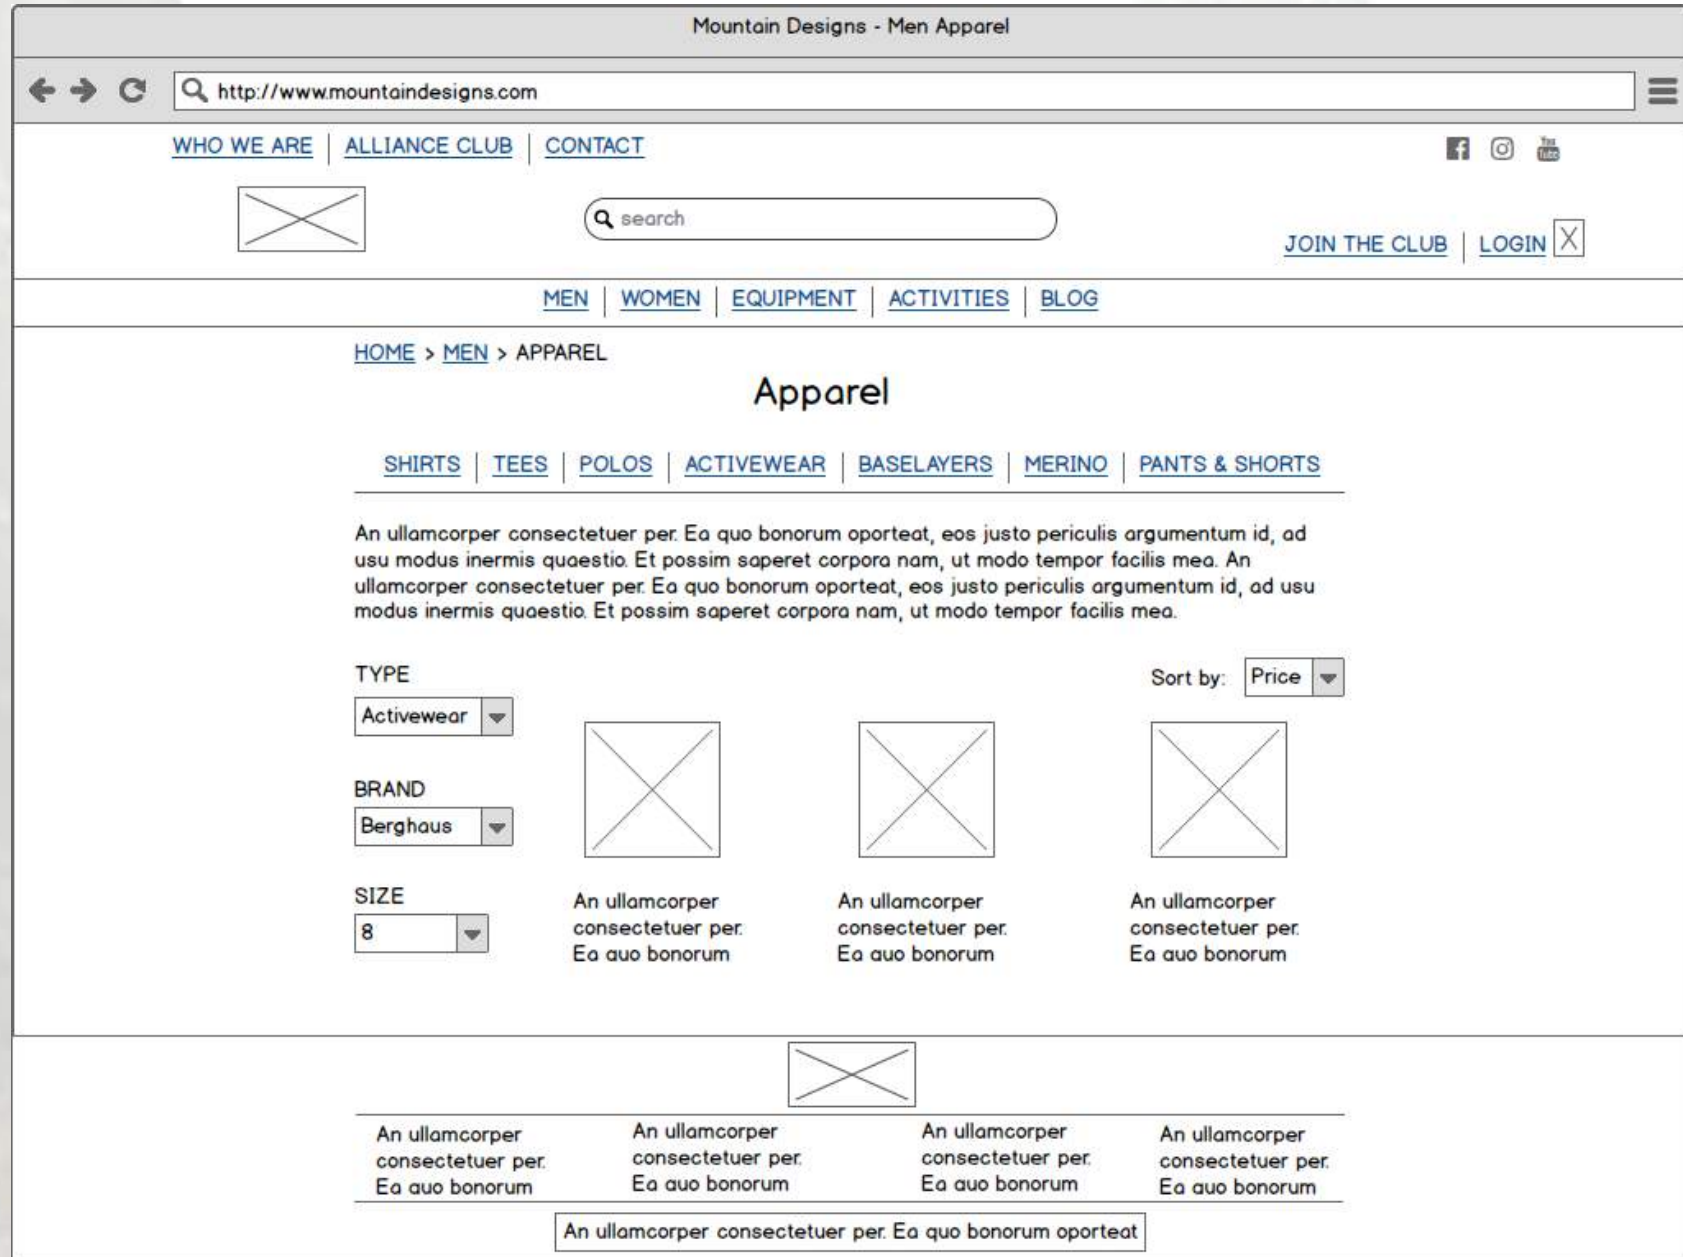 Mountain Designs - Men Apparel
http://www.mountaindesigns.com
WHO WE ARE | ALLIANCE CLUB | CONTACT
You Tube
search
JOIN THE CLUB | LOGIN
MEN | WOMEN | EQUIPMENT | ACTIVITIES | BLOG
HOME > MEN > APPAREL
Apparel
SHIRTS | TEES | POLOS | ACTIVEWEAR | BASELAYERS | MERINO | PANTS & SHORTS
An ullamcorper consectetuer per. Ea quo bonorum oporteat, eos justo periculis argumentum id, ad
usu modus inermis quaestio. Et possim saperet corpora nam, ut modo tempor facilis mea. An
ullamcorper consectetuer per. Ea quo bonorum oporteat, eos justo periculis argumentum id, ad usu
modus inermis quaestio. Et possim saperet corpora nam, ut modo tempor facilis mea.
TYPE
Activewear
BRAND
Berghaus
SIZE
8
Sort by: Price
An ullamcorper
consectetuer per.
Ea quo bonorum
An ullamcorper
consectetuer per.
Ea quo bonorum
An ullamcorper
consectetuer per.
Ea quo bonorum
An ullamcorper
consectetuer per.
Ea quo bonorum
An ullamcorper
consectetuer per.
Ea quo bonorum
An ullamcorper
consectetuer per.
Ea quo bonorum
An ullamcorper
consectetuer per.
Ea quo bonorum
An ullamcorper consectetuer per. Ea quo bonorum oporteat